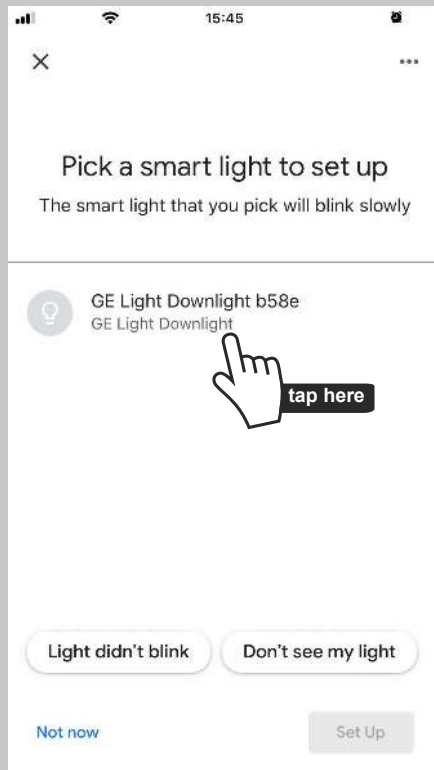 15:45
Pick a smart light to set up
The smart light that you pick will blink slowly
GE Light Downlight b58e
GE Light Downlight
tap here
Light didn't blink
Don't see my light
Not now
Set Up